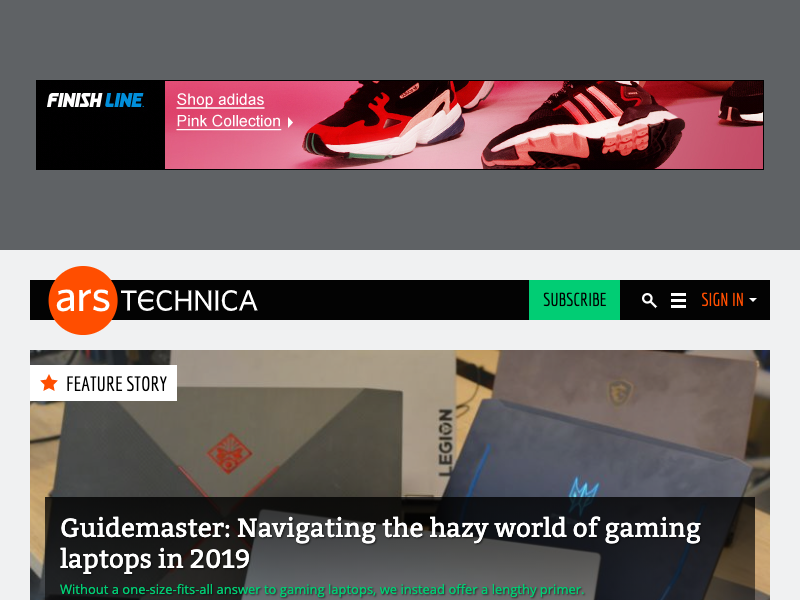 FINISH LINE
Shop adidas
Pink Collection
ars TECHNICA
SUBSCRIBE
SIGN IN
FEATURE STORY
LEGION
Guidemaster: Navigating the hazy world of gaming
laptops in 2019
Without a one-size-fits-all answer to gaming laptops, we instead offer a lengthy primer.